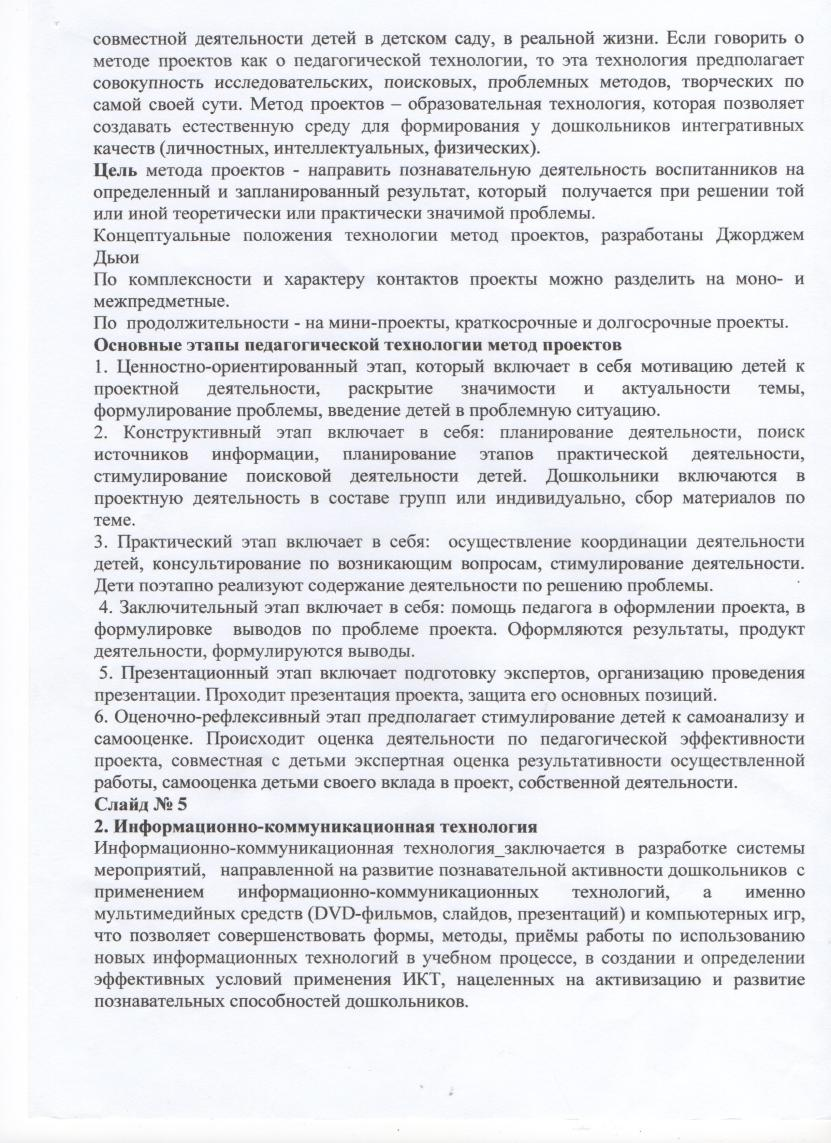 совместной деятельности детей в детском саду, в реальной жизни. Если говорить о
методе проектов как о педагогической технологии, то эта технология предполагает
совокупность исследовательских, поисковых, проблемных методов, творческих по
самой своей сути. Метод проектов – образовательная технология, которая позволяет
создавать естественную среду для формирования у дошкольников интегративных
качеств (личностных, интеллектуальных, физических).
Цель метода проектов - направить познавательную деятельность воспитанников на
определенный и запланированный результат, который получается при решении той
или иной теоретически или практически значимой проблемы.
Концептуальные положения технологии метод проектов, разработаны Джорджем
Дьюи
По комплексности и характеру контактов проекты можно разделить на моно- и
межпредметные.
По продолжительности - на мини-проекты, краткосрочные и долгосрочные проекты.
Основные этапы педагогической технологии метод проектов
1. Ценностно-ориентированный этап, который включает в себя мотивацию детей к
проектной деятельности, раскрытие значимости и актуальности темы,
формулирование проблемы, введение детей в проблемную ситуацию.
2. Конструктивный этап включает в себя: планирование деятельности, поиск
источников информации, планирование этапов практической деятельности,
стимулирование поисковой деятельности детей. Дошкольники включаются в
проектную деятельность в составе групп или индивидуально, сбор материалов по
теме.
3. Практический этап включает в себя: осуществление координации деятельности
детей, консультирование по возникающим вопросам, стимулирование деятельности.
Дети поэтапно реализуют содержание деятельности по решению проблемы.
4. Заключительный этап включает в себя: помощь педагога в оформлении проекта, в
формулировке выводов по проблеме проекта. Оформляются результаты, продукт
деятельности, формулируются выводы.
5. Презентационный этап включает подготовку экспертов, организацию проведения
презентации. Проходит презентация проекта, защита его основных позиций.
6. Оценочно-рефлексивный этап предполагает стимулирование детей к самоанализу и
самооценке. Происходит оценка деятельности по педагогической эффективности
проекта, совместная с детьми экспертная оценка результативности осуществленной
работы, самооценка детьми своего вклада в проект, собственной деятельности.
Слайд № 5
2. Информационно-коммуникационная технология
Информационно-коммуникационная технология_заключается в разработке системы
мероприятий, направленной на развитие познавательной активности дошкольников с
применением информационно-коммуникационных технологий, а именно
мультимедийных средств (DVD-фильмов, слайдов, презентаций) и компьютерных игр,
что позволяет совершенствовать формы, методы, приёмы работы по использованию
новых информационных технологий в учебном процессе, в создании и определении
эффективных условий применения ИКТ, нацеленных на активизацию и развитие
познавательных способностей дошкольников.